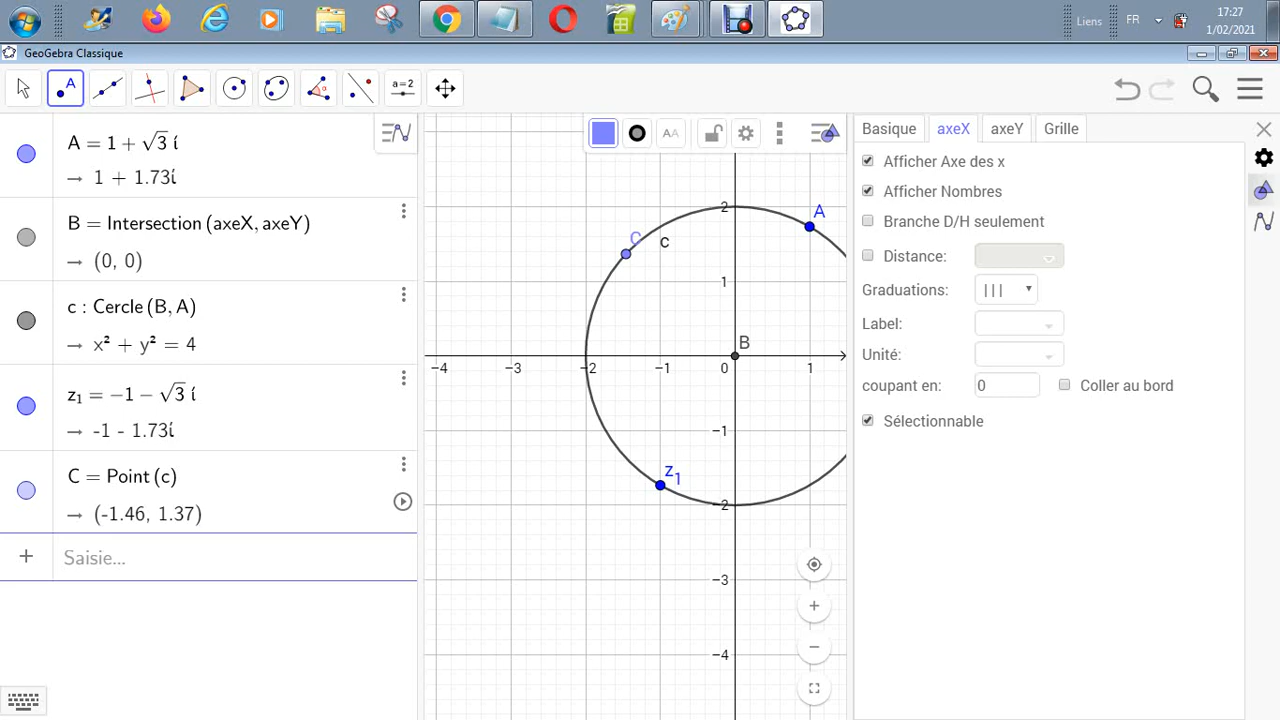 Liens FR 17:27
1/02/2021
GeoGebra Classique
A
a=2
A = 1 + √3 í
→ 1 + 1.73í
B = Intersection (axeX, axeY)
→ (0, 0)
c : Cercle (B, A)
→ x² + y² = 4
z₁ = −1 − √3 í
→ -1 - 1.73í
C = Point (c)
→ (-1.46, 1.37)
+ Saisie...
AA
2 A
C c
1
B
−4 −3 −2 −1 0 1
−1
z₁
−2
−3
−4
Basique axeX axeY Grille
Afficher Axe des x
Afficher Nombres
Branche D/H seulement
Distance:
Graduations: | | |
Label:
Unité:
coupant en: 0 Coller au bord
Sélectionnable